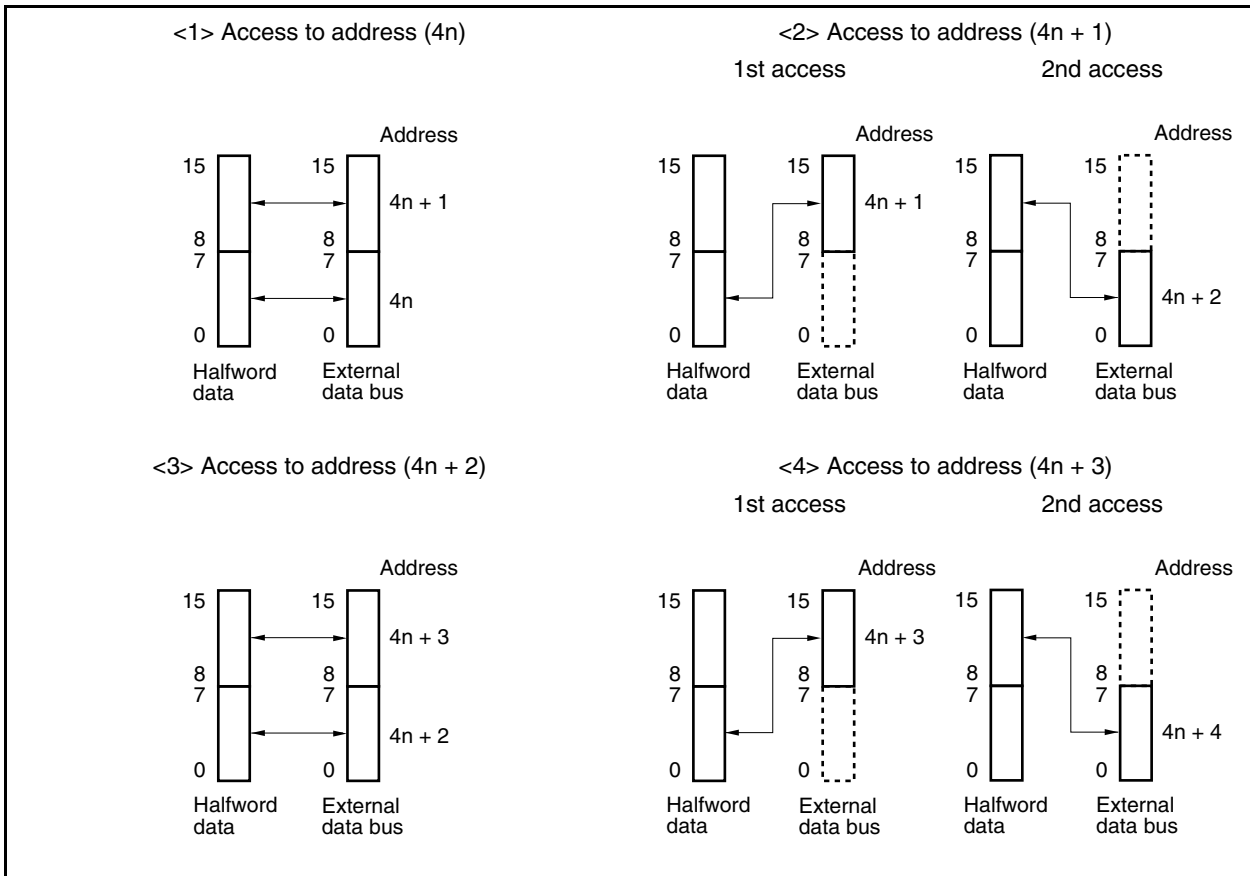 <1> Access to address (4n)
Address
15 15
4n + 1
8 8
7 7
4n
0 0
Halfword data External data bus
<2> Access to address (4n + 1)
1st access 2nd access
Address Address
15 15 15 15
4n + 1
8 8 8 8
7 7 7 7
4n + 2
0 0 0 0
Halfword data External data bus Halfword data External data bus
<3> Access to address (4n + 2)
Address
15 15
4n + 3
8 8
7 7
4n + 2
0 0
Halfword data External data bus
<4> Access to address (4n + 3)
1st access 2nd access
Address Address
15 15 15 15
4n + 3
8 8 8 8
7 7 7 7
4n + 4
0 0 0 0
Halfword data External data bus Halfword data External data bus